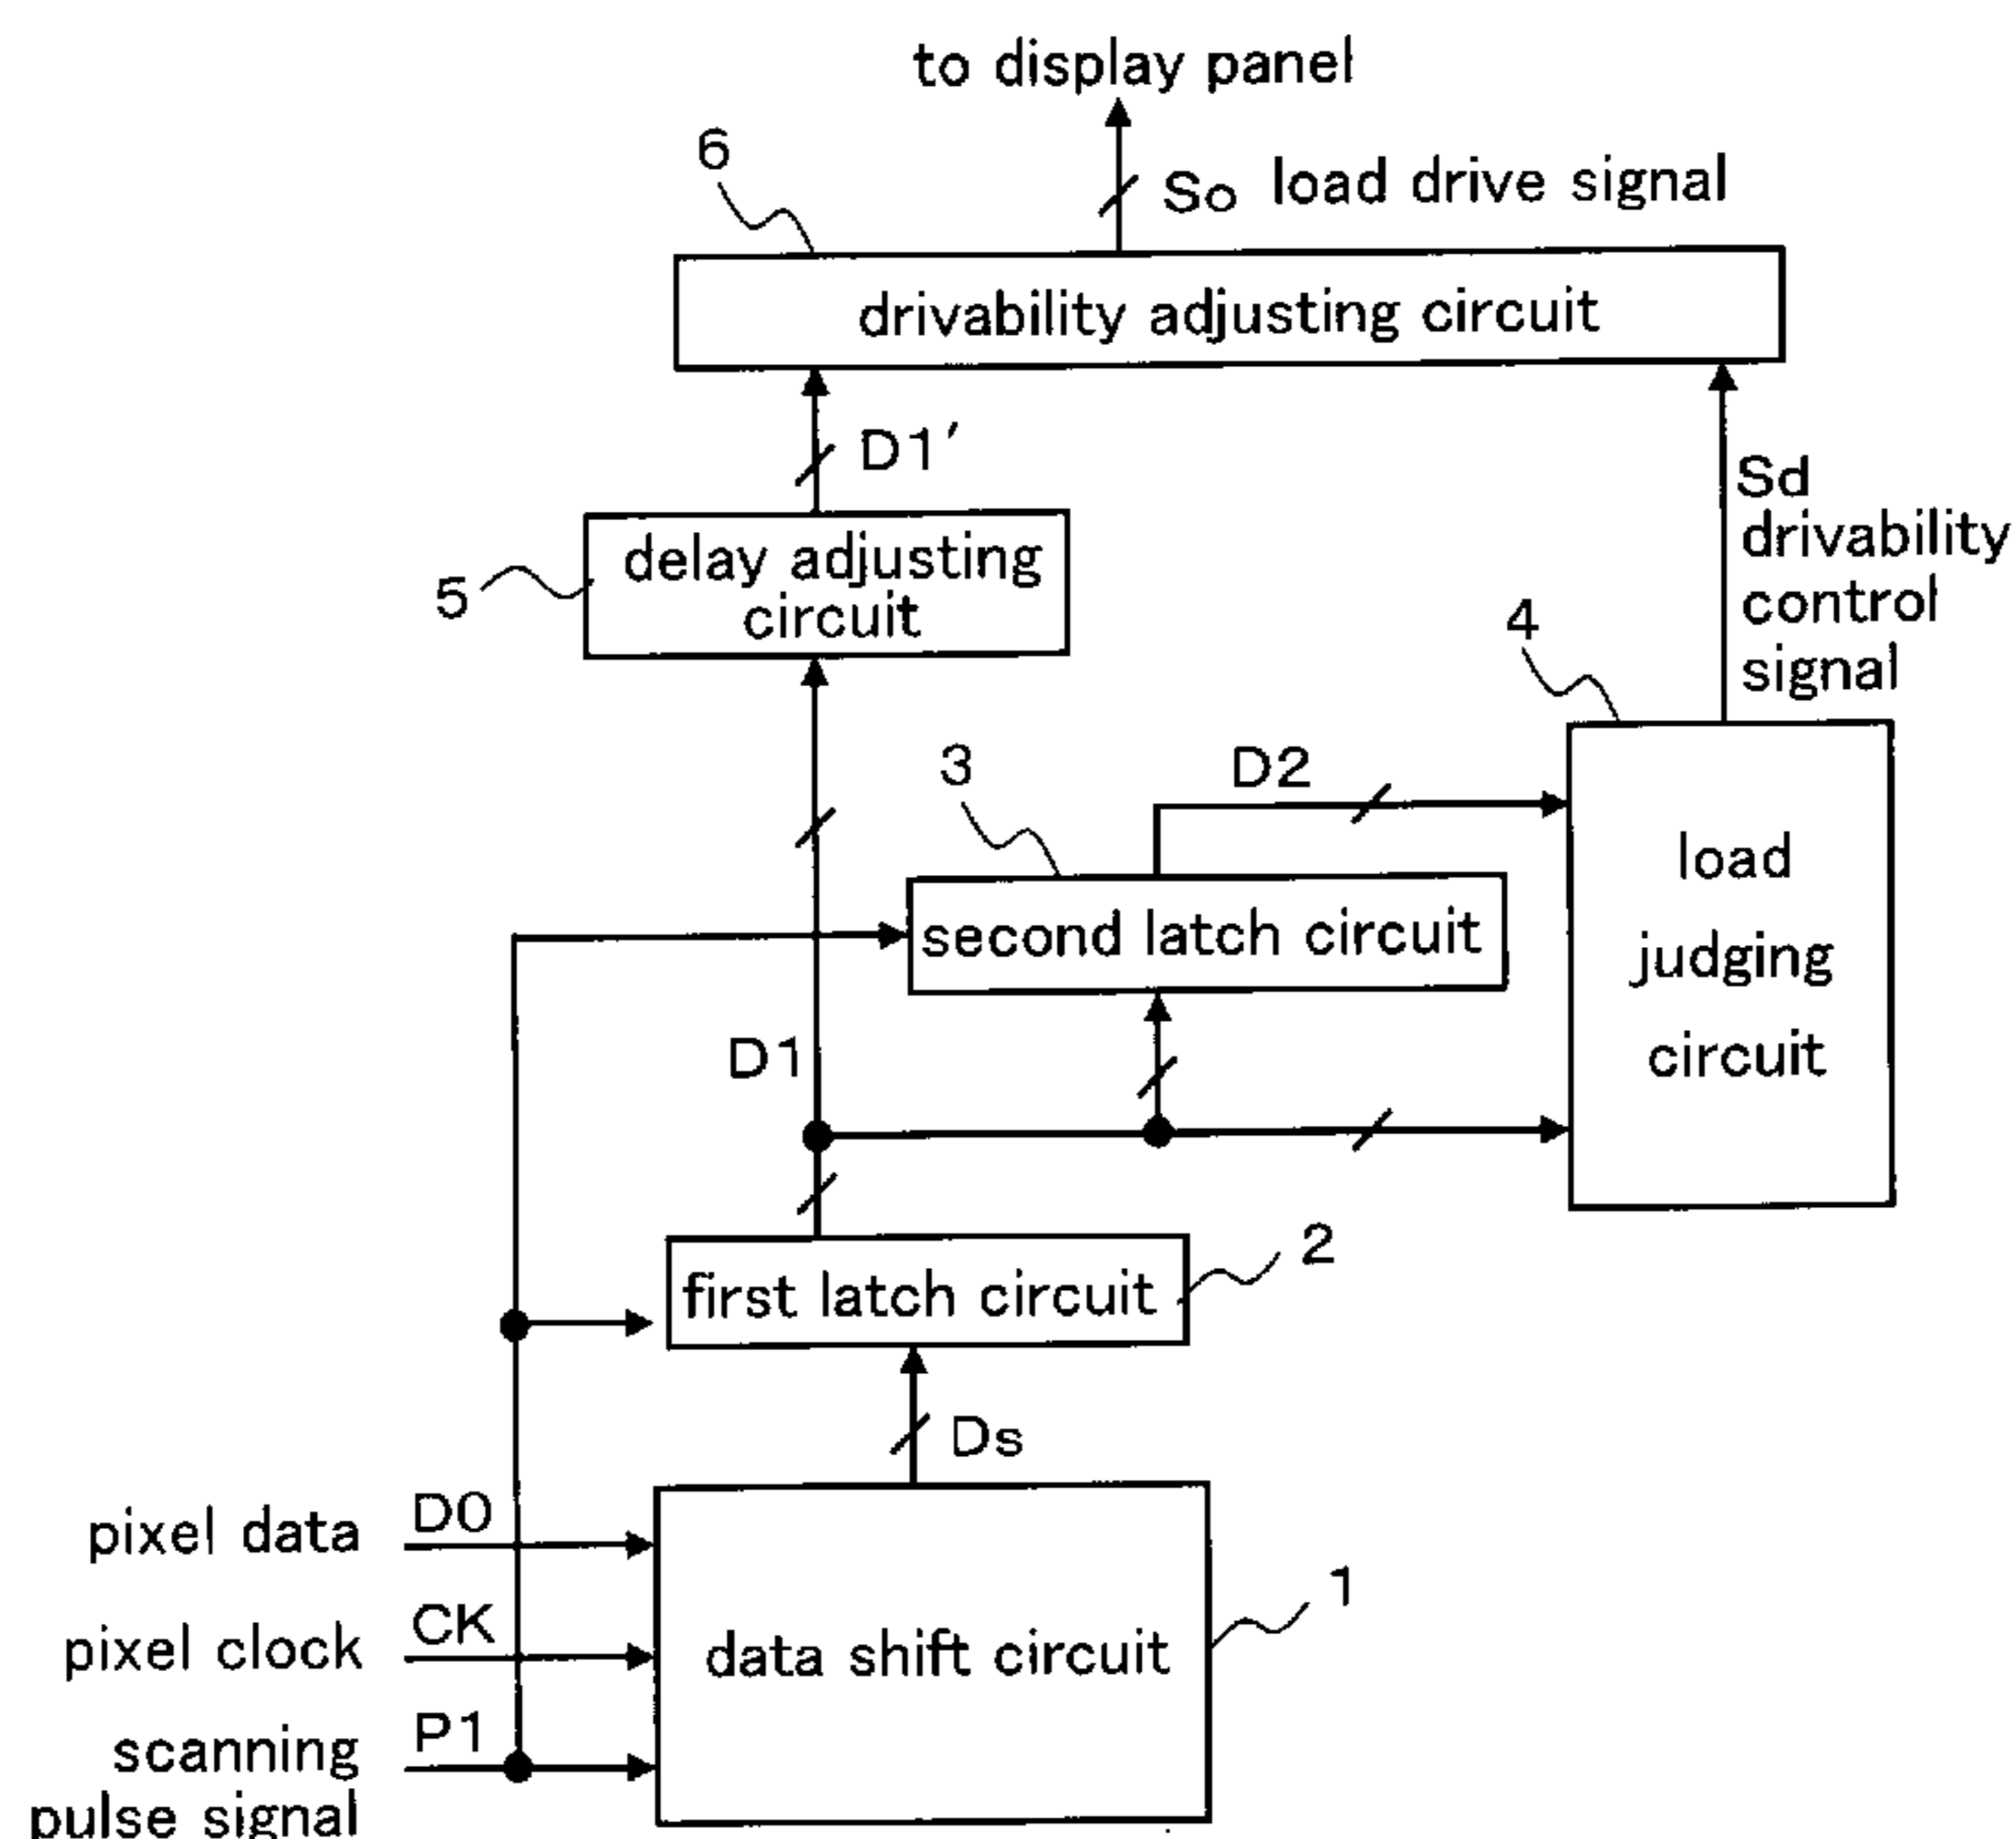 to display panel
6
So load drive signal
drivability adjusting circuit
D1′
Sd
drivability
control
signal
delay adjusting
circuit
5
4
3
D2
load
judging
circuit
second latch circuit
D1
2
first latch circuit
Ds
pixel data D0
1
pixel clock CK
data shift circuit
scanning P1
pulse signal